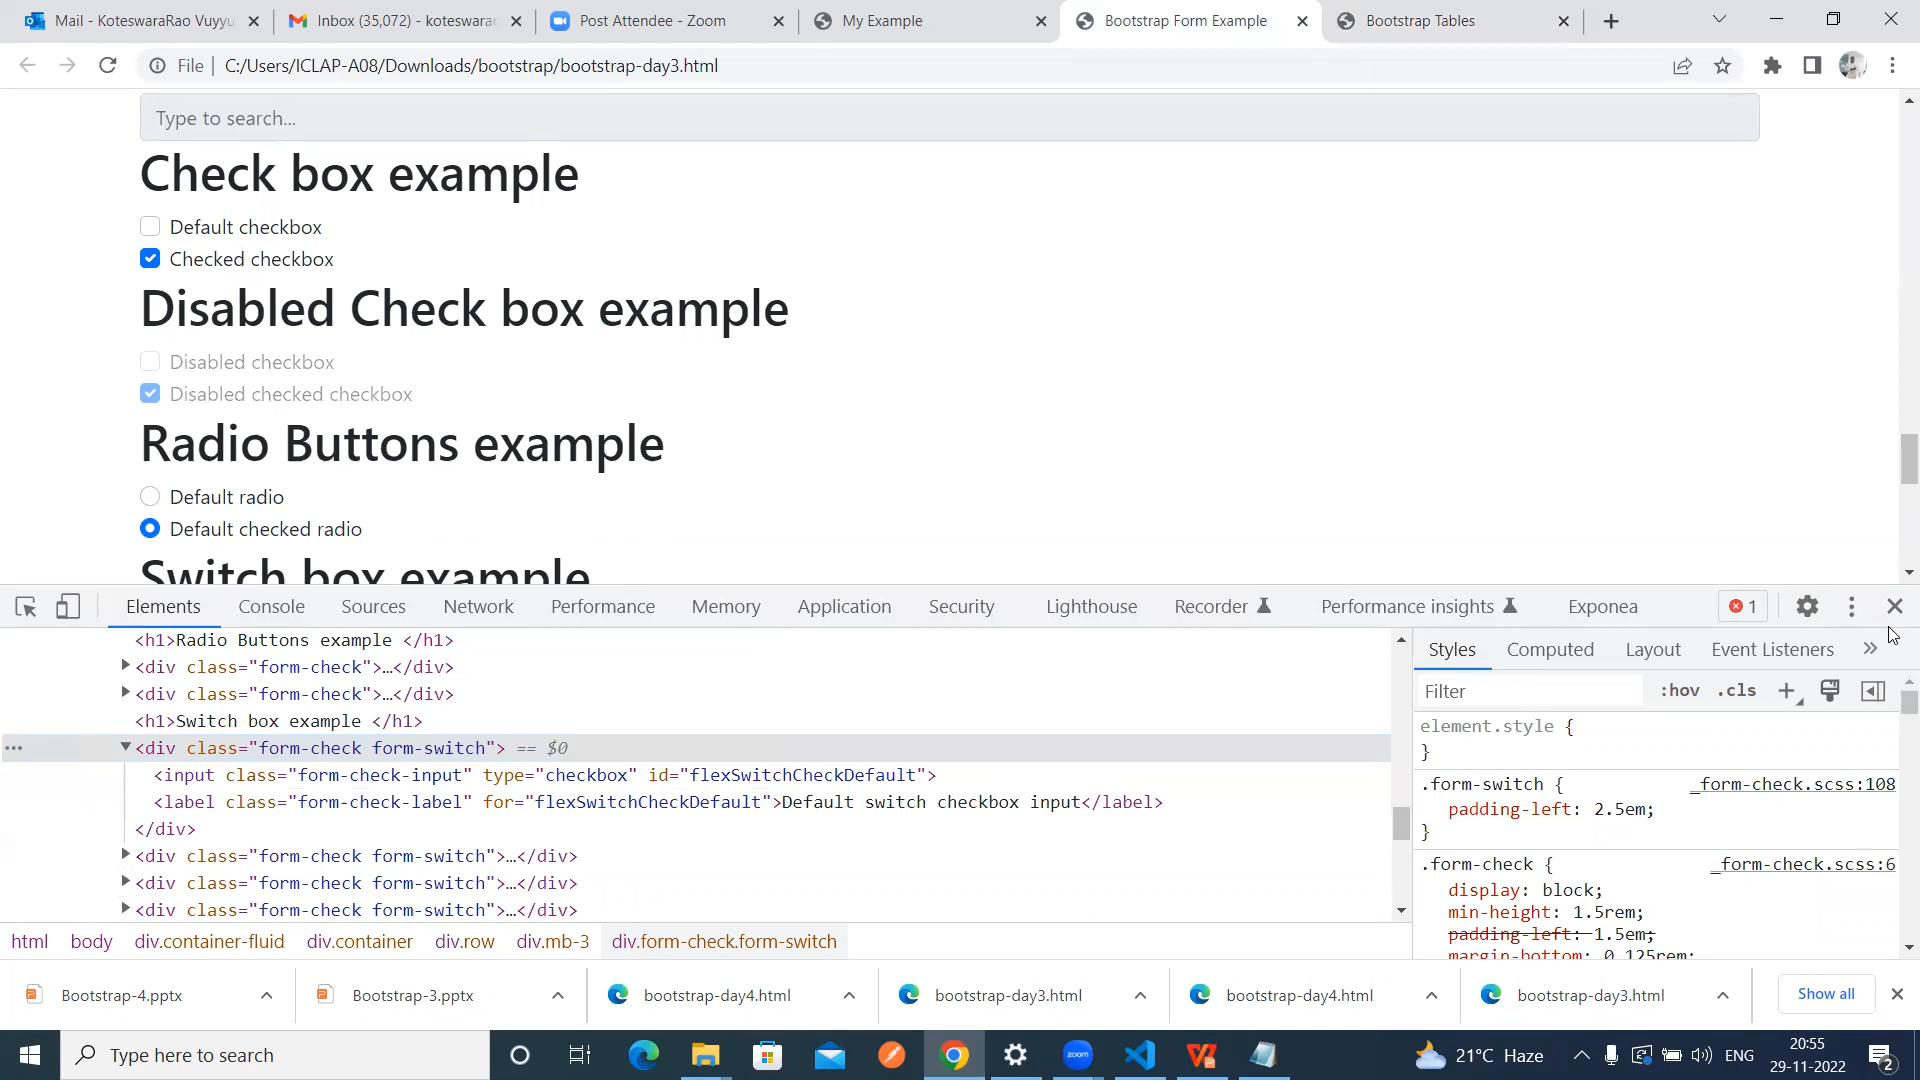 Mail - KoteswaraRao Vuyyu
Inbox (35,072) - koteswarar
Post Attendee - Zoom
My Example
Bootstrap Form Example
Bootstrap Tables
File | C:/Users/ICLAP-A08/Downloads/bootstrap/bootstrap-day3.html
Type to search...
Check box example
Default checkbox
Checked checkbox
Disabled Check box example
Disabled checkbox
Disabled checked checkbox
Radio Buttons example
Default radio
Default checked radio
Switch box example
Elements Console Sources Network Performance Memory Application Security Lighthouse Recorder Performance insights Exponea 1
<h1>Radio Buttons example </h1>
<div class="form-check">…</div>
<div class="form-check">…</div>
<h1>Switch box example </h1>
<div class="form-check form-switch"> == $0
<input class="form-check-input" type="checkbox" id="flexSwitchCheckDefault">
<label class="form-check-label" for="flexSwitchCheckDefault">Default switch checkbox input</label>
</div>
<div class="form-check form-switch">…</div>
<div class="form-check form-switch">…</div>
<div class="form-check form-switch">…</div>
html body div.container-fluid div.container div.row div.mb-3 div.form-check.form-switch
Styles Computed Layout Event Listeners
Filter :hov .cls
element.style {
}
.form-switch { _form-check.scss:108
padding-left: 2.5em;
}
.form-check { _form-check.scss:6
display: block;
min-height: 1.5rem;
padding-left: 1.5em;
margin-bottom: 0.125rem;
Bootstrap-4.pptx
Bootstrap-3.pptx
bootstrap-day4.html
bootstrap-day3.html
bootstrap-day4.html
bootstrap-day3.html
Show all
Type here to search
zoom
21°C Haze
ENG
20:55
29-11-2022
2